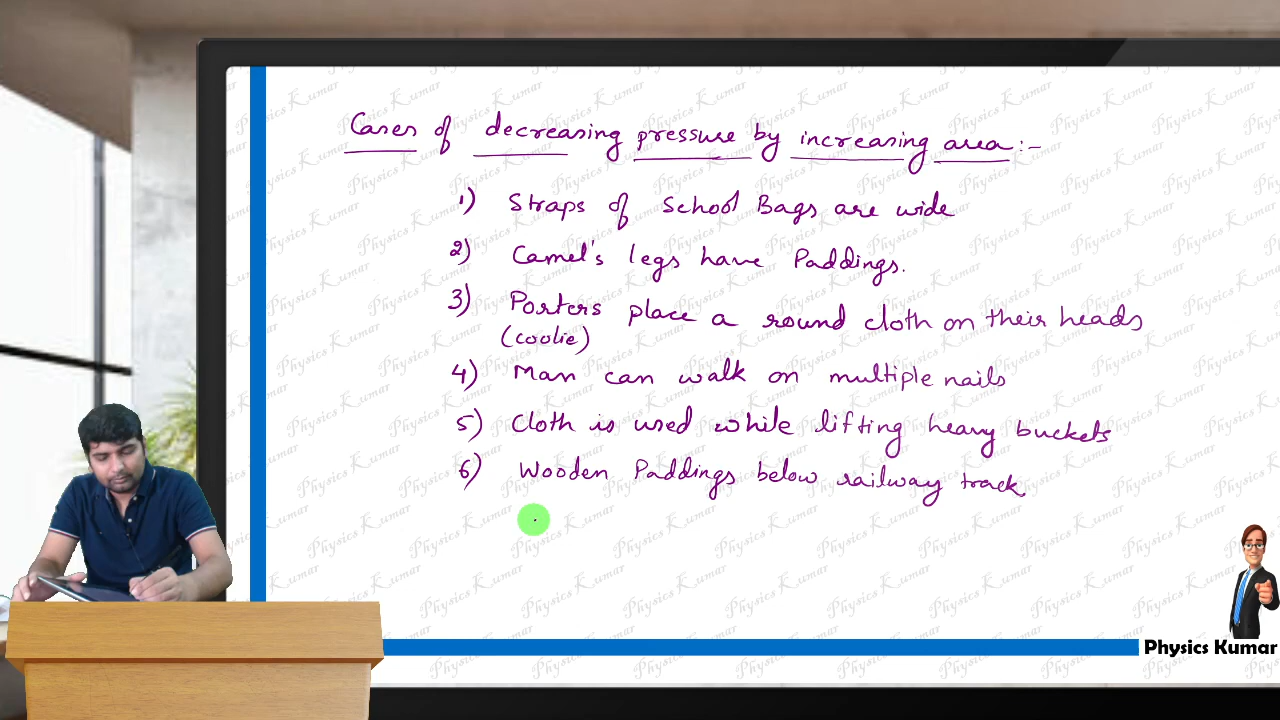 Cases of decreasing pressure by increasing area :-
1) Straps of School Bags are wide
2) Camel's legs have Paddings.
3) Porters place a round cloth on their heads
(coolie)
4) Man can walk on multiple nails
5) Cloth is used while lifting heavy buckets
6) Wooden Paddings below railway track
Physics Kumar